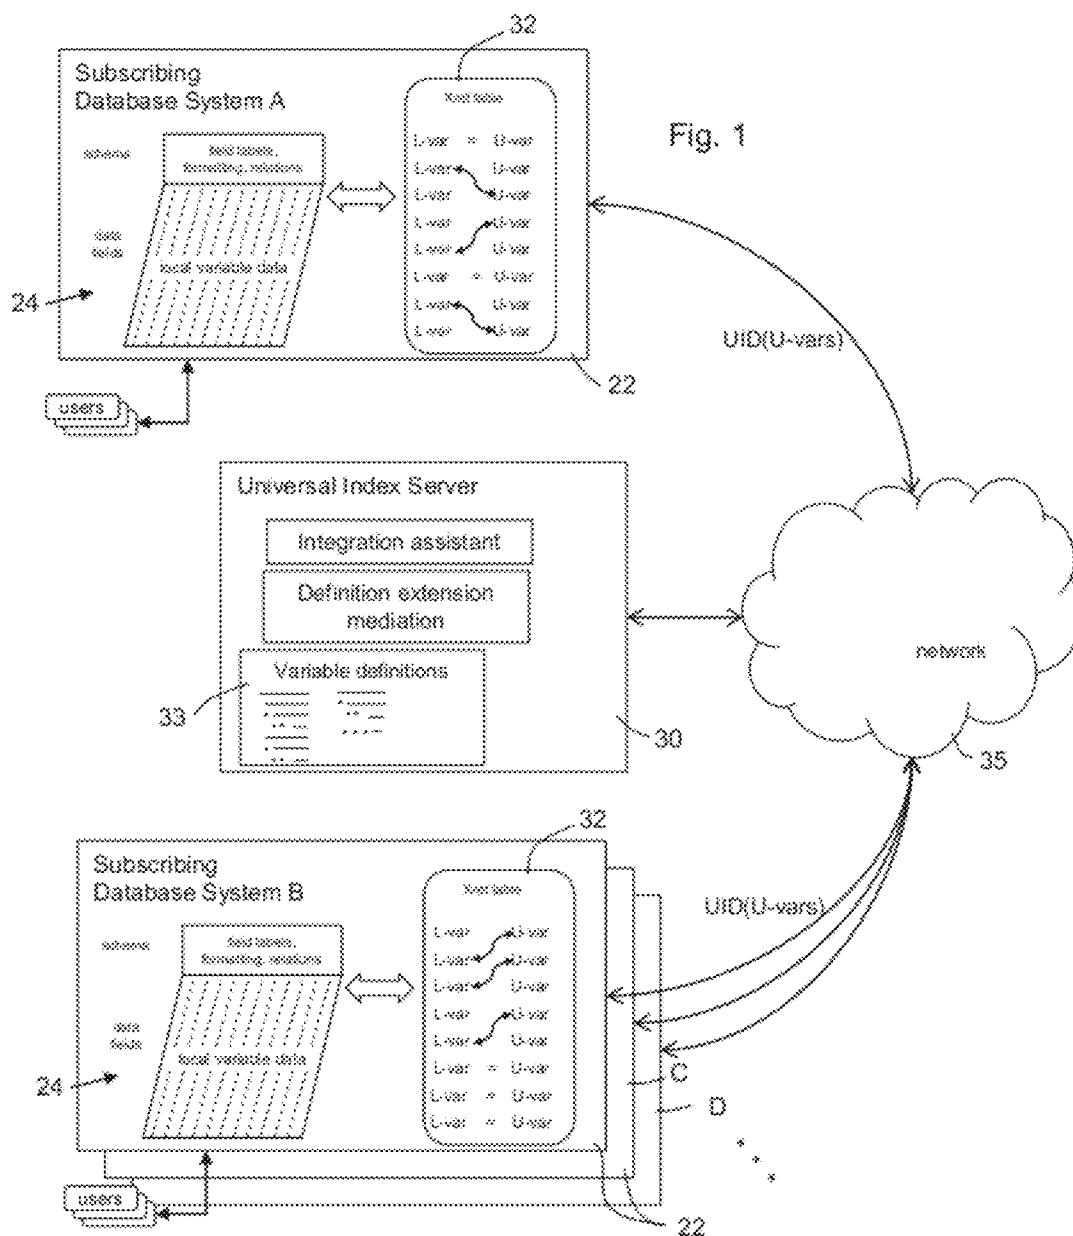 32
Subscribing
Database System A
Xref table
Fig. 1
schema
field labels,
formatting, relations
L-var = U-var
L-var U-var
L-var U-var
L-var U-var
L-var U-var
L-var = U-var
L-var U-var
L-var U-var
data
fields
local variable data
24
UID(U-vars)
22
users
Universal Index Server
Integration assistant
Definition extension
mediation
Variable definitions
network
33
30
35
32
Subscribing
Database System B
Xref table
UID(U-vars)
schema
field labels,
formatting, relations
L-var U-var
L-var U-var
L-var U-var
L-var U-var
L-var U-var
L-var = U-var
L-var = U-var
L-var = U-var
data
fields
local variable data
24
C
D
users
22